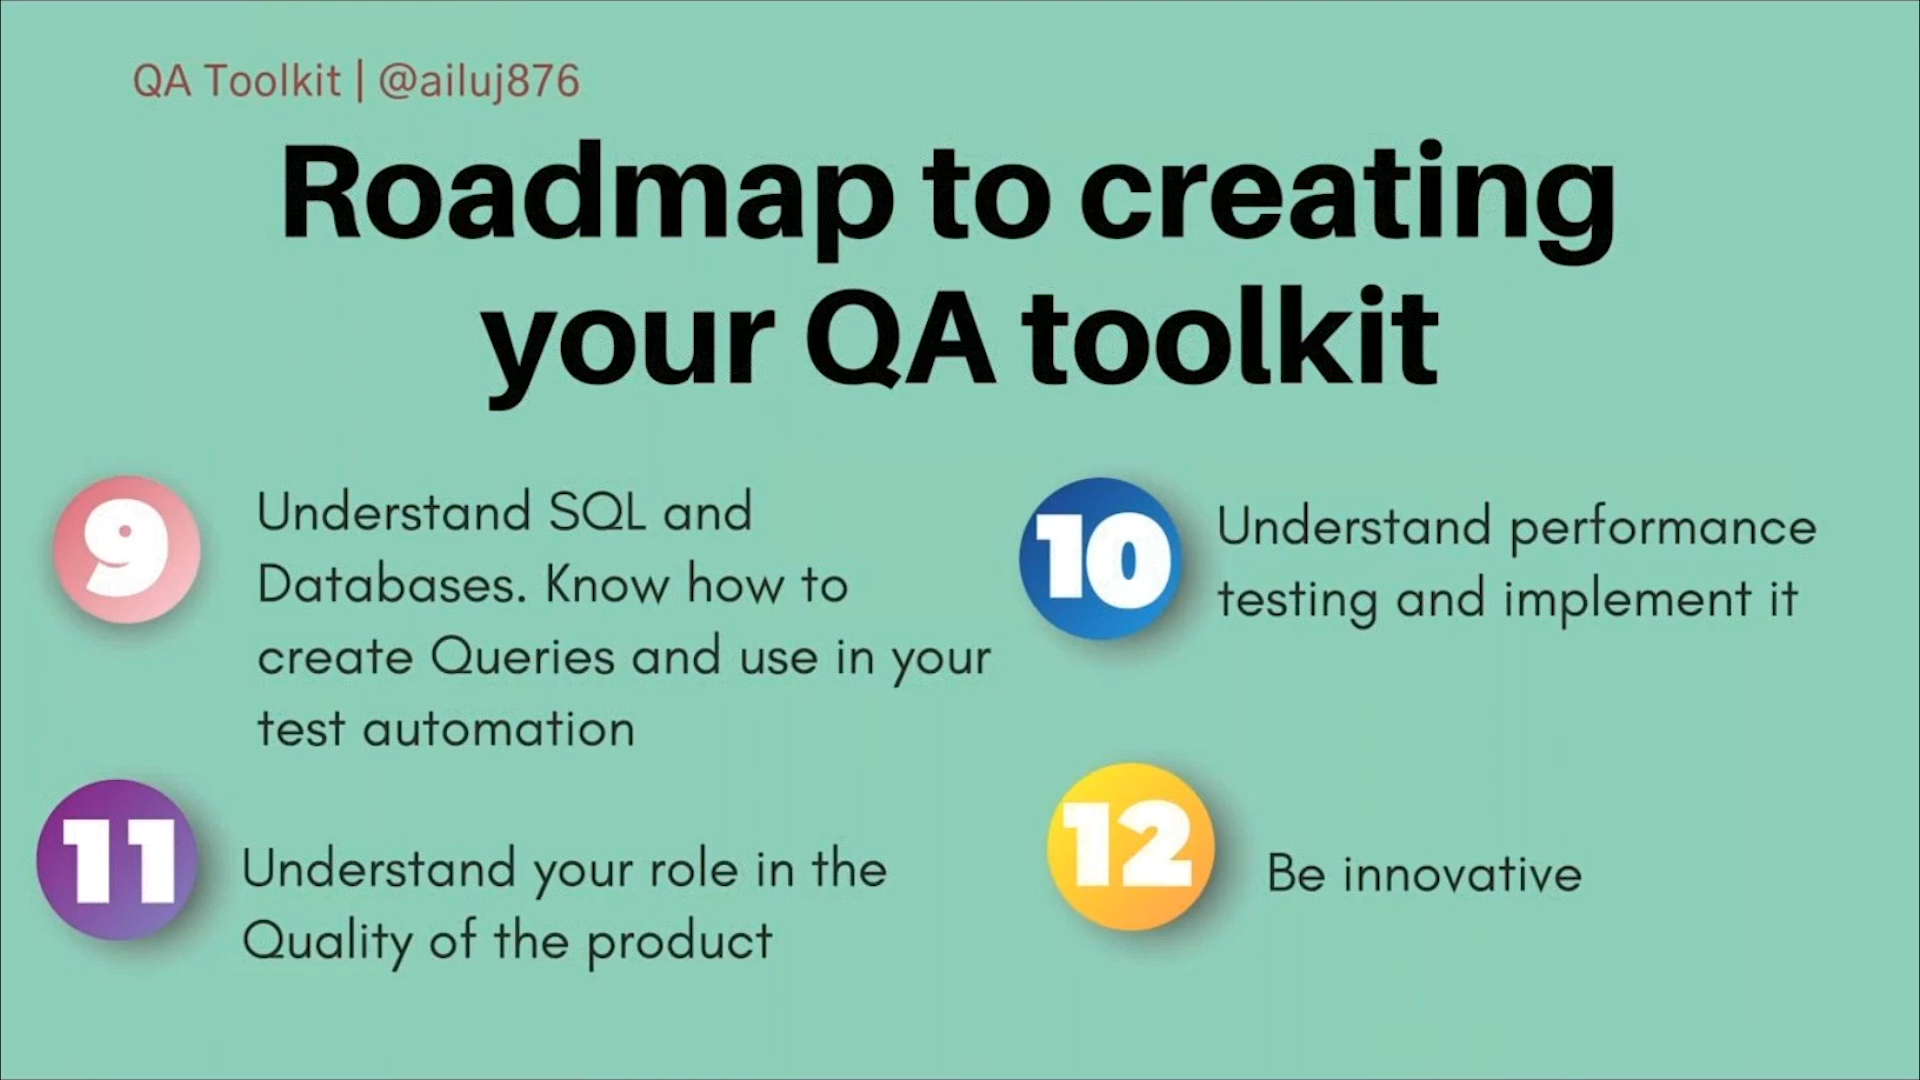 QA Toolkit | @ailuj876
Roadmap to creating
your QA toolkit
9
Understand SQL and
Databases. Know how to
create Queries and use in your
test automation
10
Understand performance
testing and implement it
11
Understand your role in the
Quality of the product
12
Be innovative